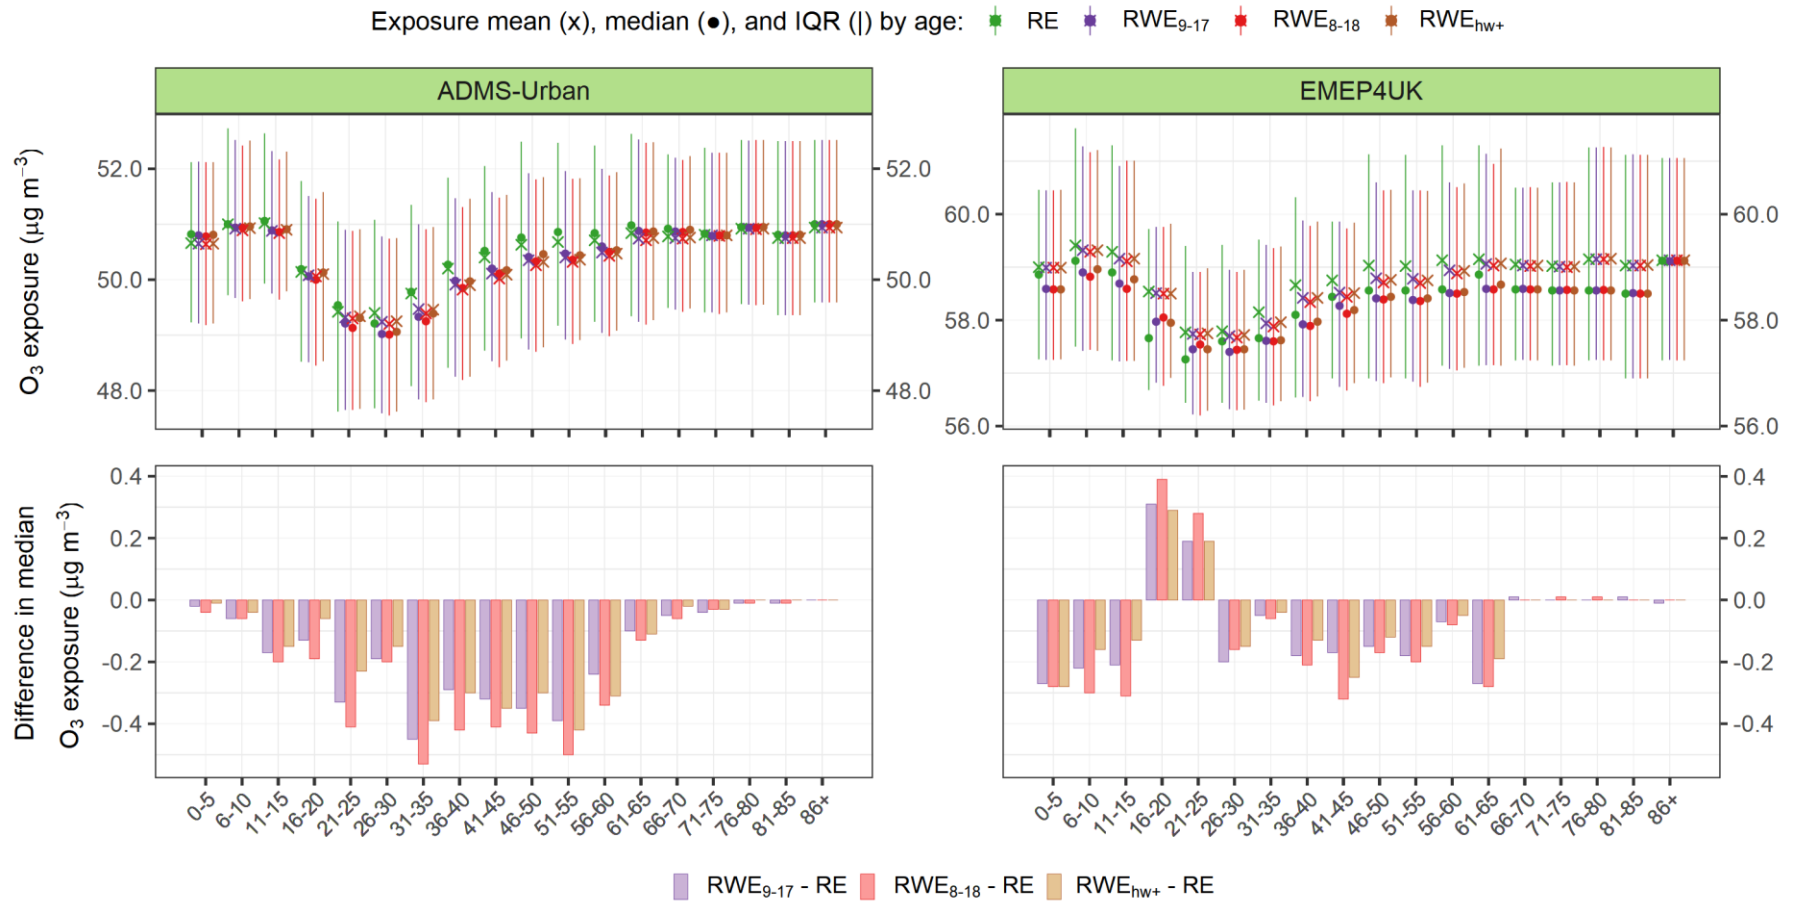 Exposure mean (x), median (●), and IQR (|) by age: RE RWE9-17 RWE8-18 RWEhw+
ADMS-Urban EMEP4UK
O3 exposure (μg m−3)
52.0 52.0
50.0 50.0
48.0 48.0
60.0 60.0
58.0 58.0
56.0 56.0
Difference in median
O3 exposure (μg m−3)
0.4 0.4
0.2 0.2
0.0 0.0
-0.2 -0.2
-0.4 -0.4
0-5 6-10 11-15 16-20 21-25 26-30 31-35 36-40 41-45 46-50 51-55 56-60 61-65 66-70 71-75 76-80 81-85 86+
0-5 6-10 11-15 16-20 21-25 26-30 31-35 36-40 41-45 46-50 51-55 56-60 61-65 66-70 71-75 76-80 81-85 86+
RWE9-17 - RE RWE8-18 - RE RWEhw+ - RE